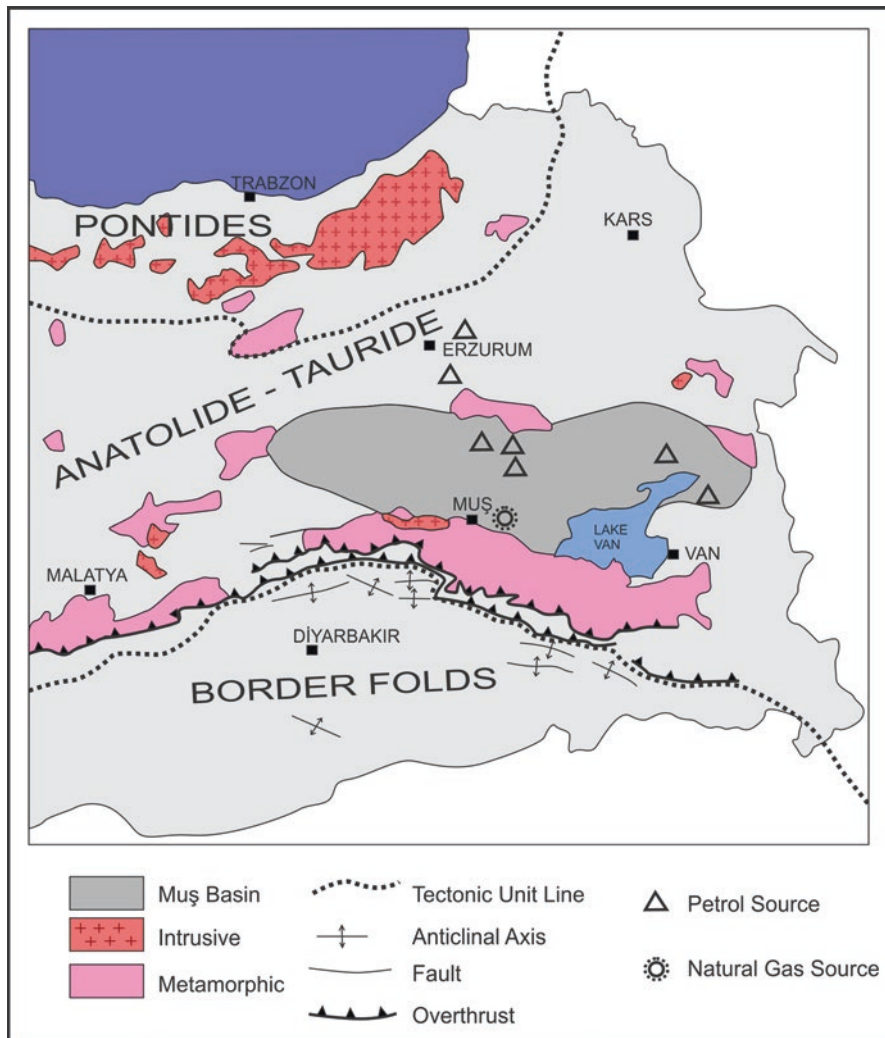 TRABZON
PONTIDES
KARS
ERZURUM
ANATOLIDE - TAURIDE
MUŞ
LAKE
VAN
VAN
MALATYA
DİYARBAKIR
BORDER FOLDS
Muş Basin
Intrusive
Metamorphic
Tectonic Unit Line
Anticlinal Axis
Fault
Overthrust
Petrol Source
Natural Gas Source